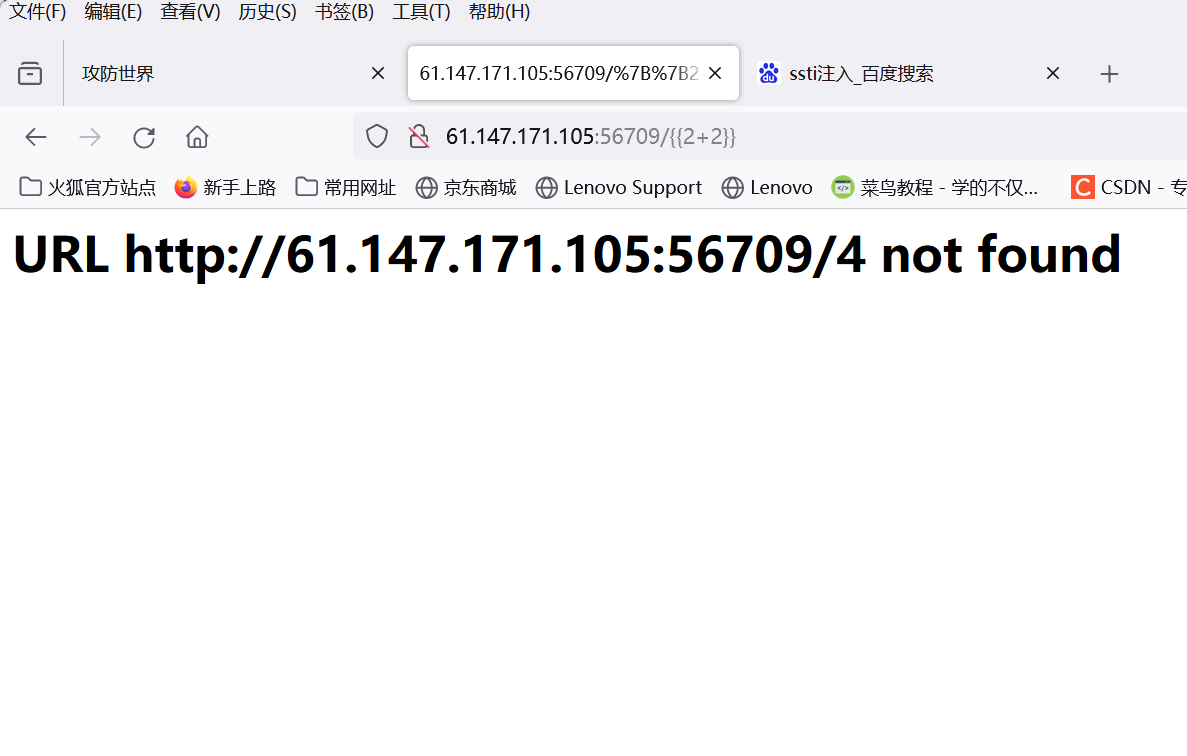 文件(F) 编辑(E) 查看(V) 历史(S) 书签(B) 工具(T) 帮助(H)
攻防世界 61.147.171.105:56709/%7B%7B2 ssti注入_百度搜索
61.147.171.105:56709/{{2+2}}
火狐官方站点 新手上路 常用网址 京东商城 Lenovo Support Lenovo 菜鸟教程 - 学的不仅... CSDN - 专
URL http://61.147.171.105:56709/4 not found